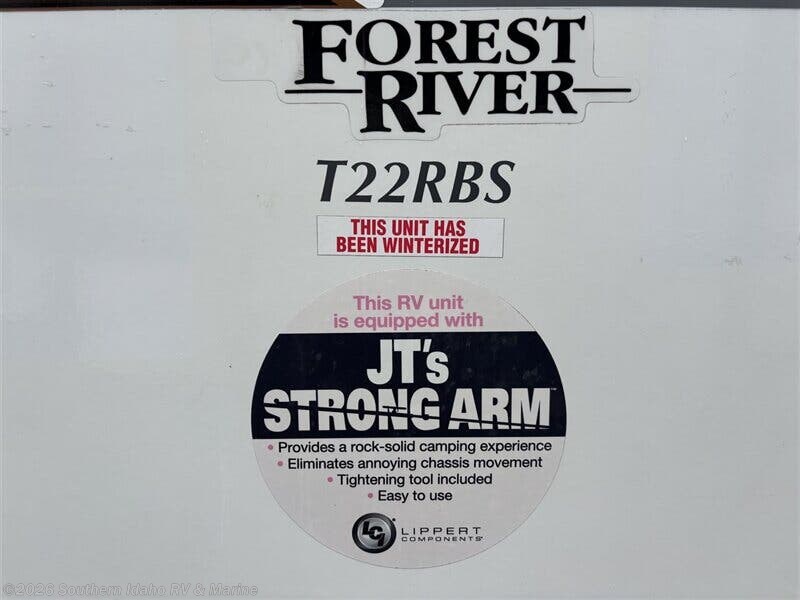 FOREST
RIVER
T22RBS
THIS UNIT HAS
BEEN WINTERIZED
This RV unit
is equipped with
JT's
STRONG ARM™
• Provides a rock-solid camping experience
• Eliminates annoying chassis movement
• Tightening tool included
• Easy to use
LCI
LIPPERT
COMPONENTS®
©2026 Southern Idaho RV & Marine